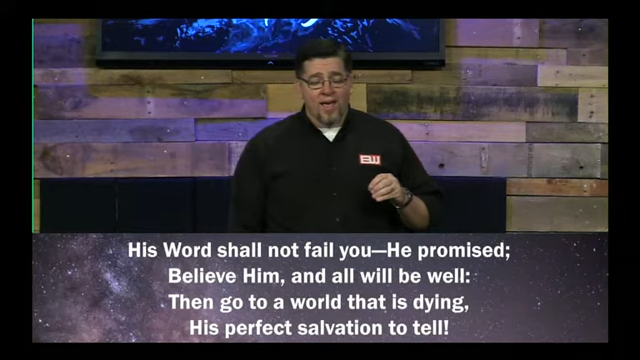 BW
His Word shall not fail you—He promised;
Believe Him, and all will be well:
Then go to a world that is dying,
His perfect salvation to tell!